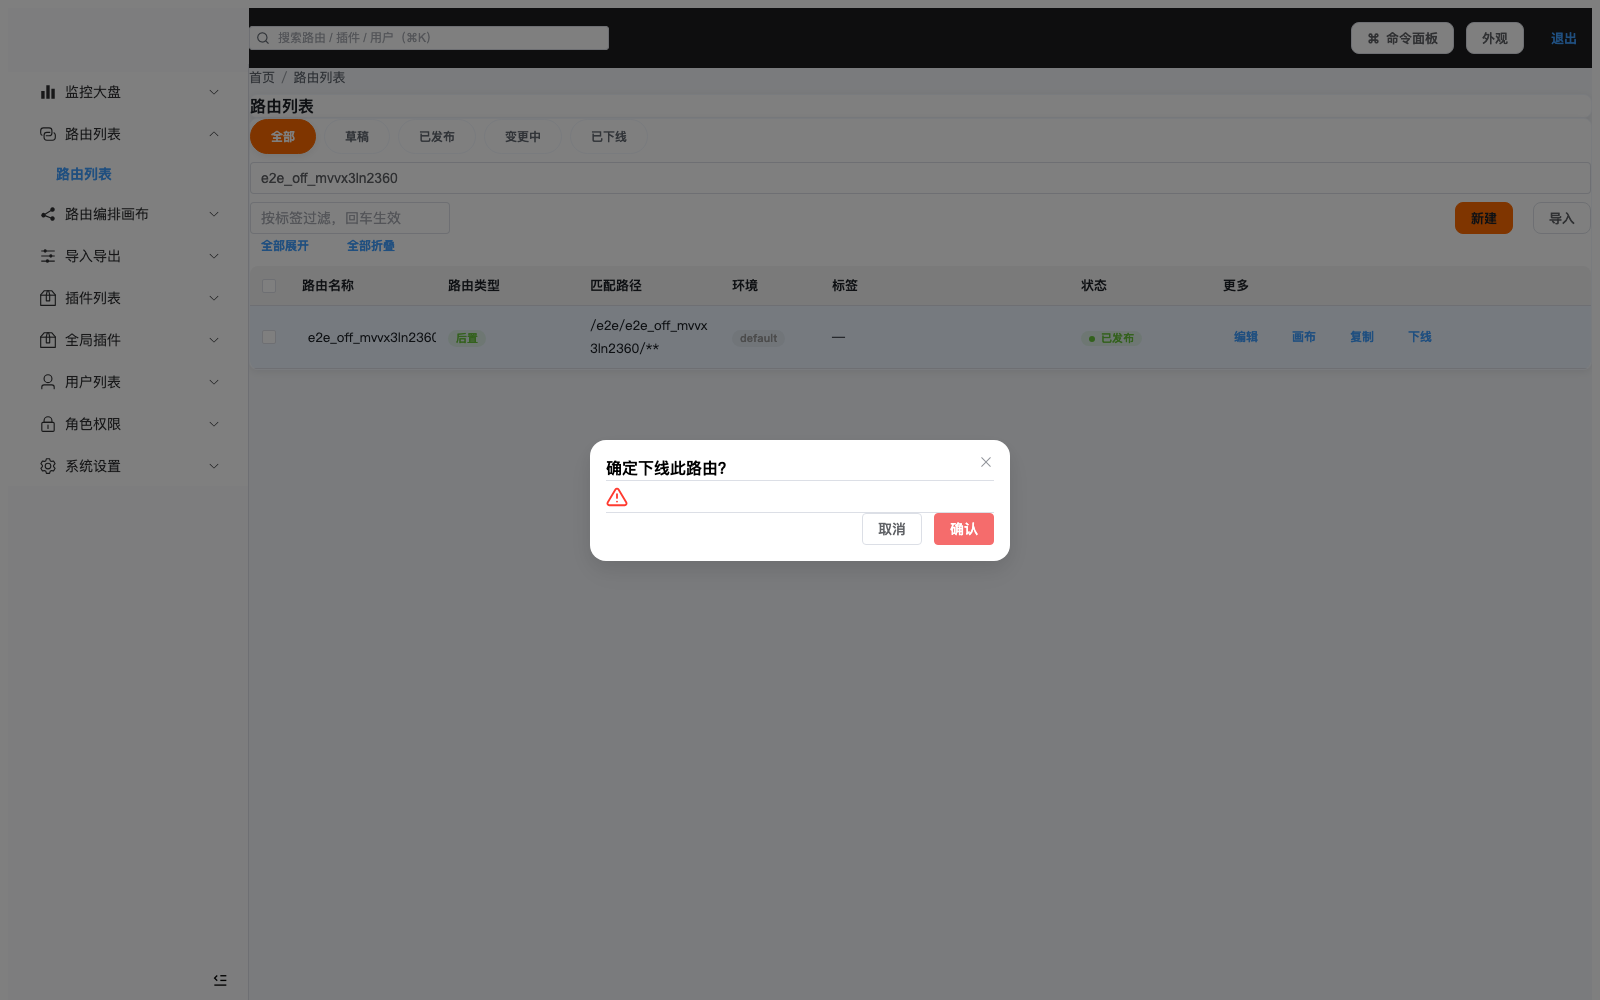 搜索路由 / 插件 / 用户（⌘K）
⌘ 命令面板
外观
退出
监控大盘
路由列表
路由列表
路由编排画布
导入导出
插件列表
全局插件
用户列表
角色权限
系统设置
首页 / 路由列表
路由列表
全部 草稿 已发布 变更中 已下线
e2e_off_mvvx3ln2360
按标签过滤，回车生效
新建 导入
全部展开 全部折叠
路由名称 路由类型 匹配路径 环境 标签 状态 更多
e2e_off_mvvx3ln2360 后置 /e2e/e2e_off_mvvx
3ln2360/** default — 已发布 编辑 画布 复制 下线
确定下线此路由?
取消 确认